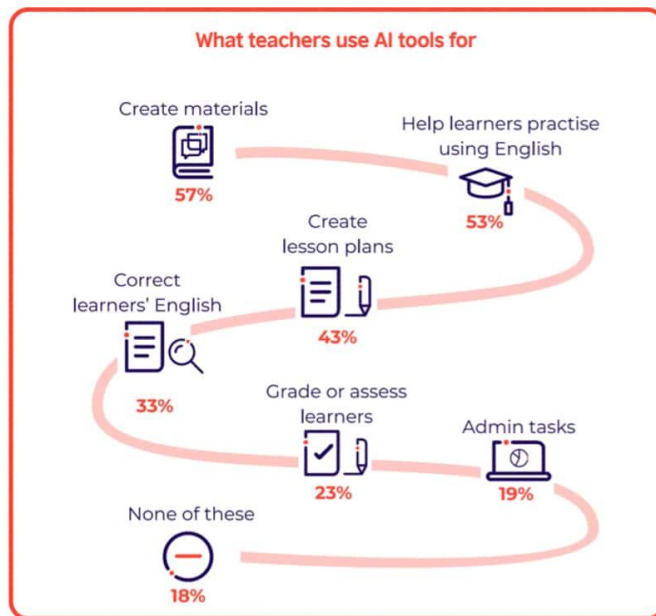 What teachers use AI tools for
Create materials
57%
Help learners practise
using English
53%
Create
lesson plans
43%
Correct
learners' English
33%
Grade or assess
learners
23%
Admin tasks
19%
None of these
18%